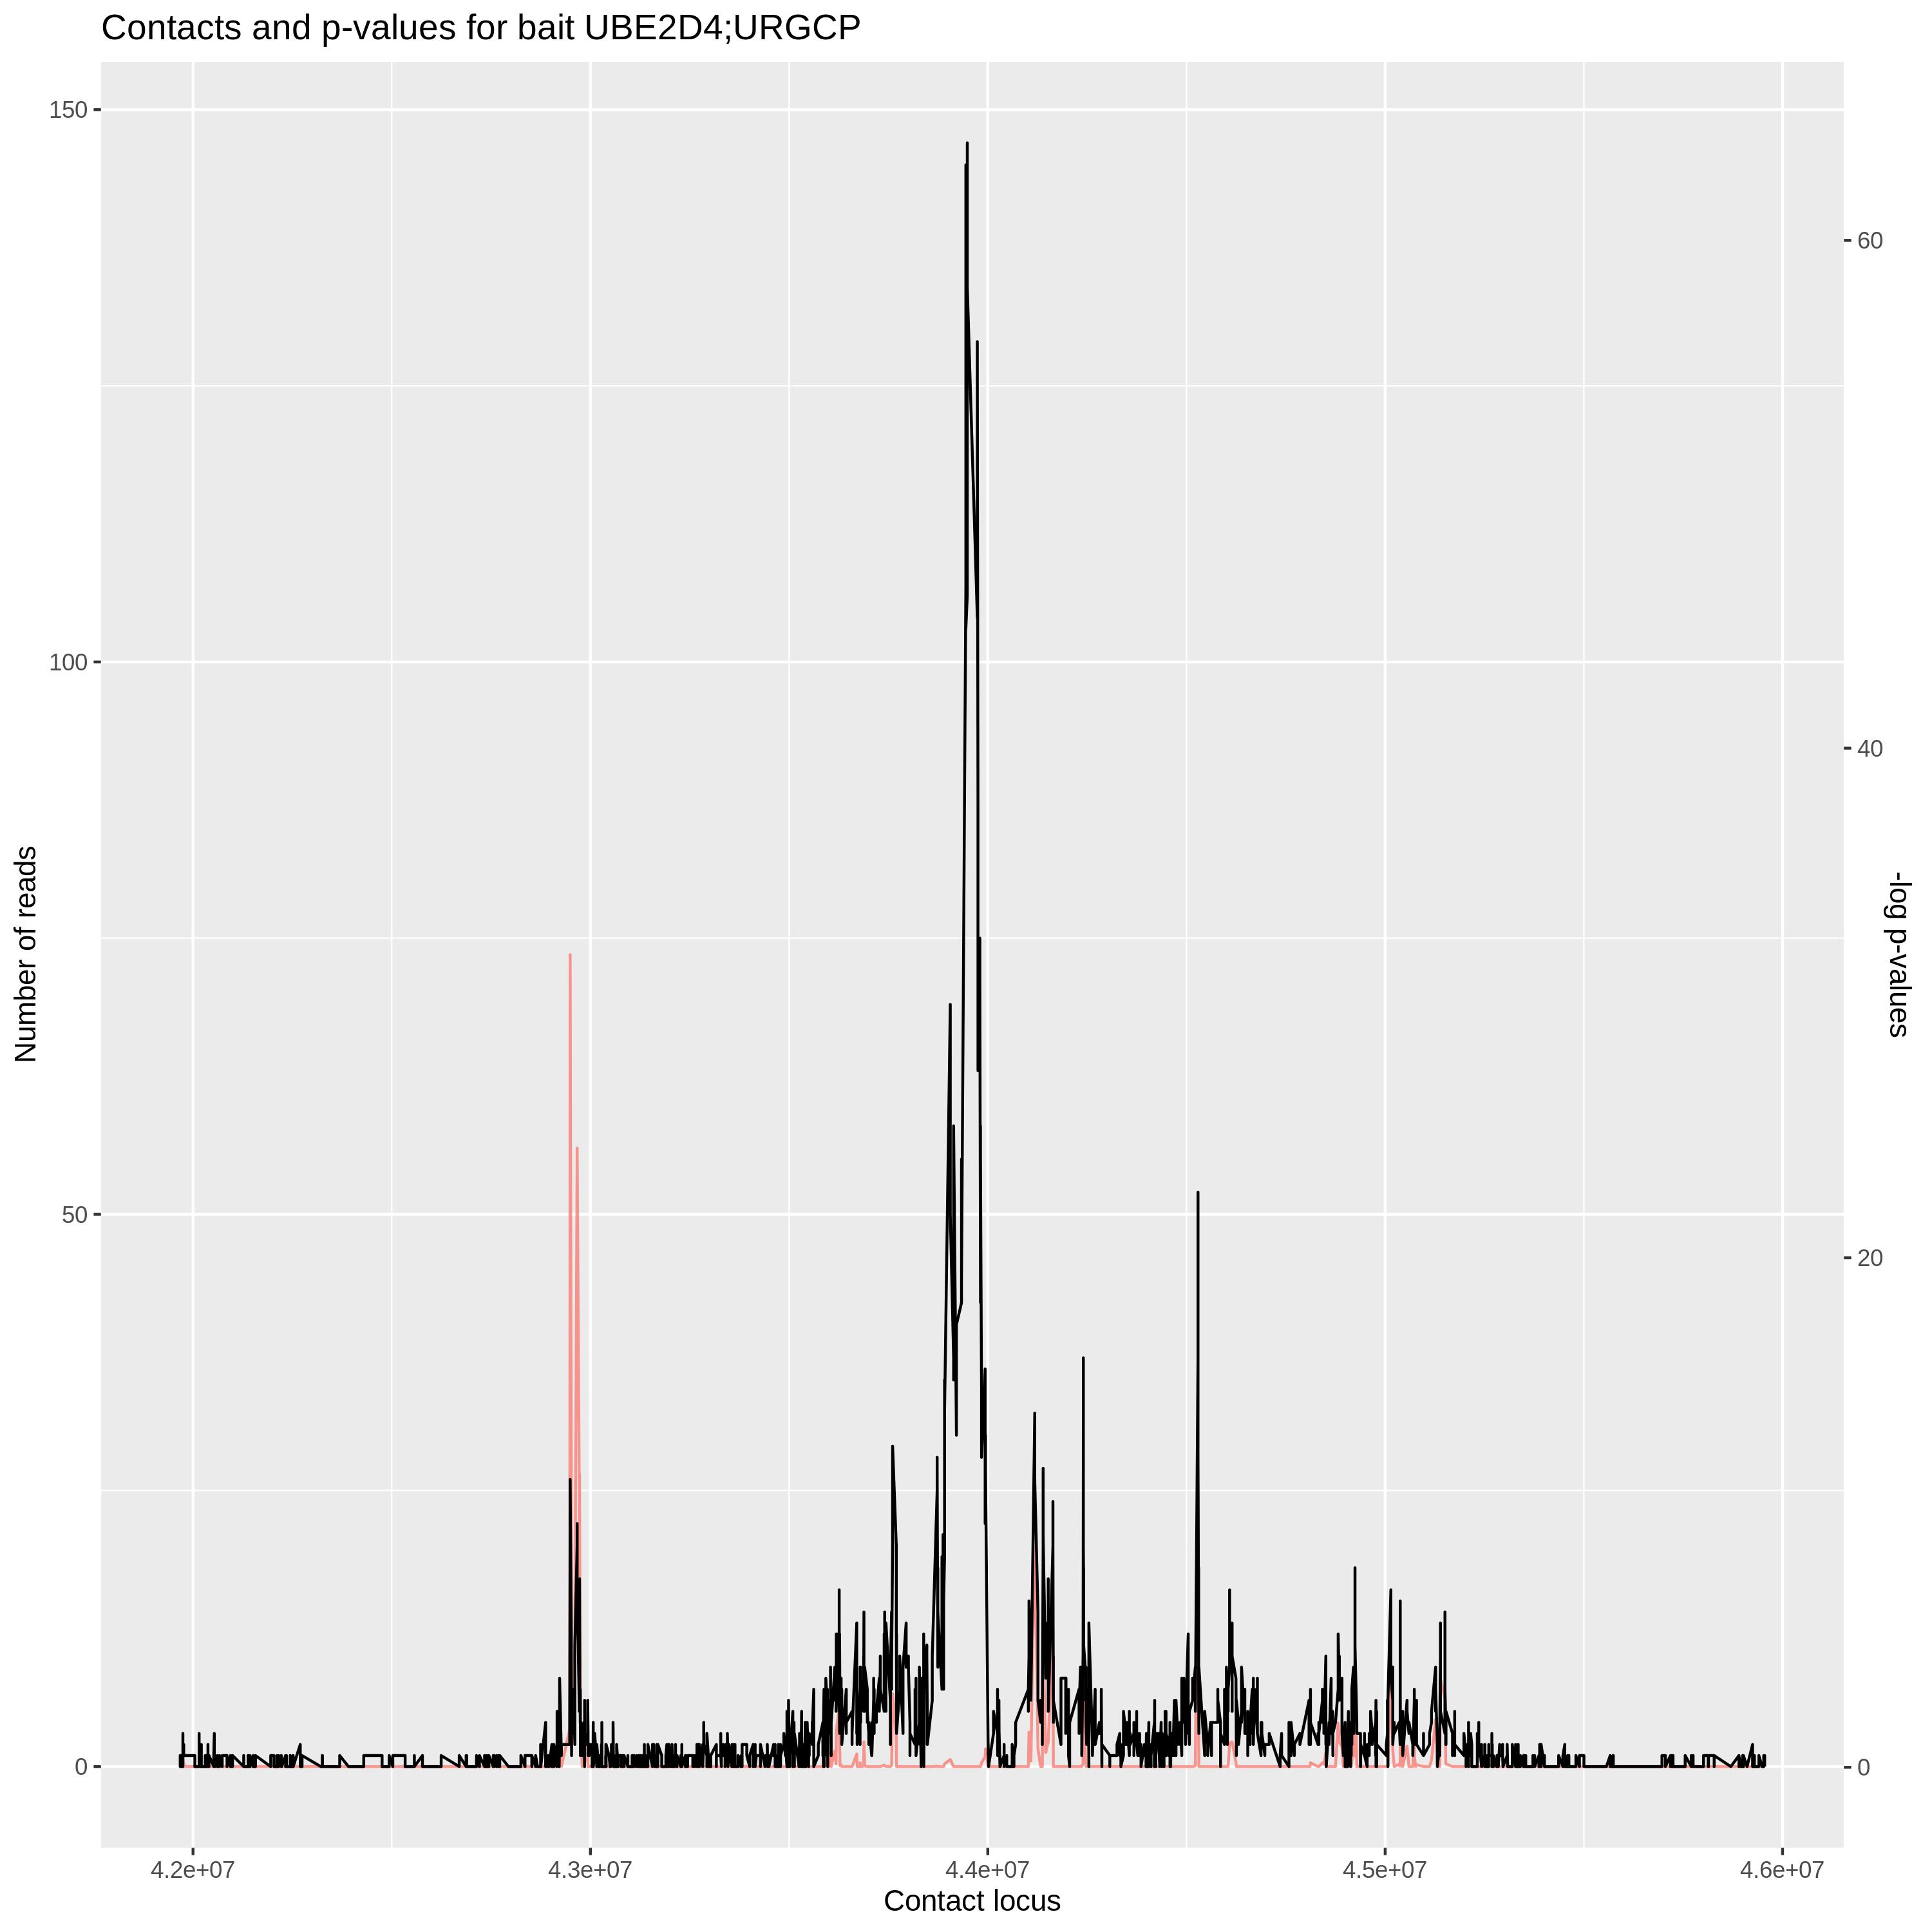 Contacts and p-values for bait UBE2D4;URGCP
150
100
50
0
Number of reads
60
40
20
0
-log p-values
4.2e+07
4.3e+07
4.4e+07
4.5e+07
4.6e+07
Contact locus